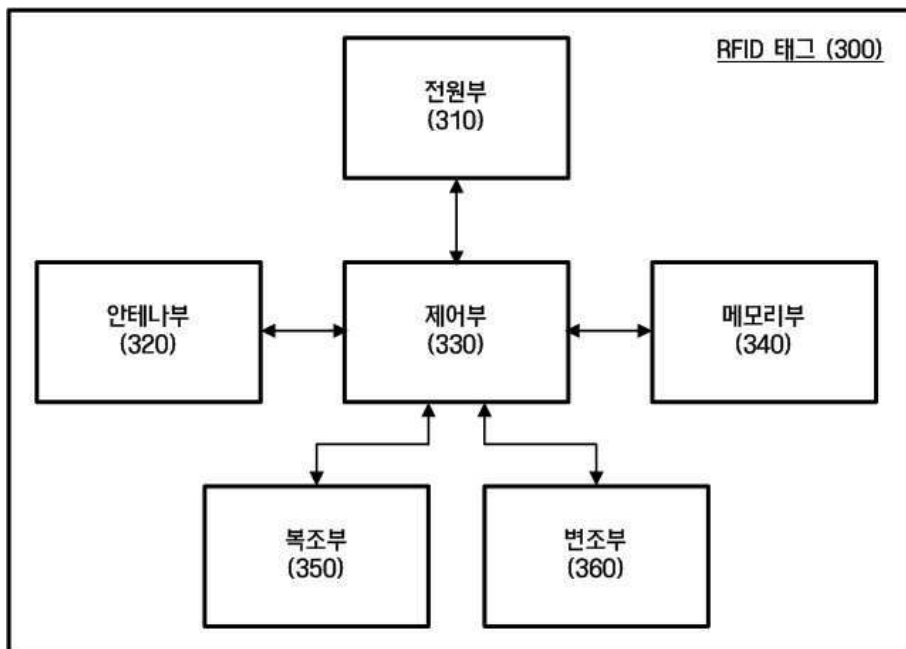 RFID 태그 (300)
전원부
(310)
안테나부
(320)
제어부
(330)
메모리부
(340)
복조부
(350)
변조부
(360)